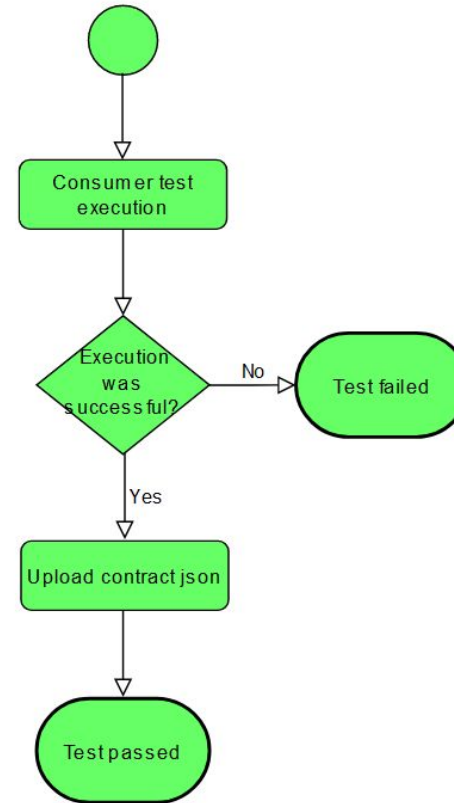 Consumer test
execution
Execution
was
successful?
No
Test failed
Yes
Upload contract json
Test passed